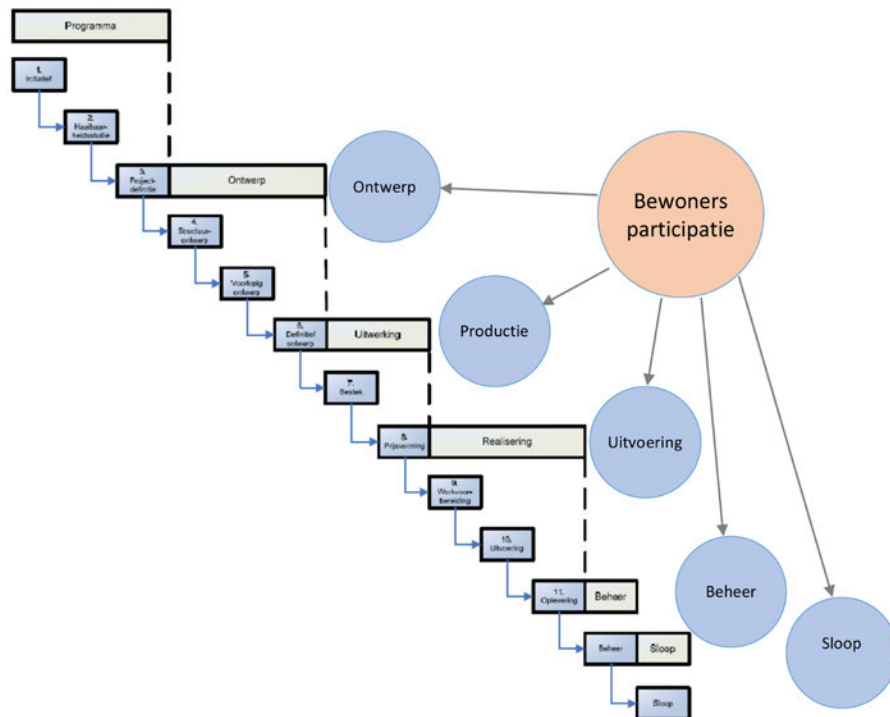 Programma
1.
Initiatief
2.
Haalbaar-
heidsstudie
3.
Project-
definitie
Ontwerp
4.
Structuur-
ontwerp
5.
Voorlopig
ontwerp
6.
Definitief
ontwerp
Uitwerking
7.
Bestek
8.
Prijsvorming
Realisering
9.
Werkvoor-
bereiding
10.
Uitvoering
11.
Oplevering
Beheer
Beheer
Sloop
Sloop
Bewoners
participatie
Ontwerp
Productie
Uitvoering
Beheer
Sloop